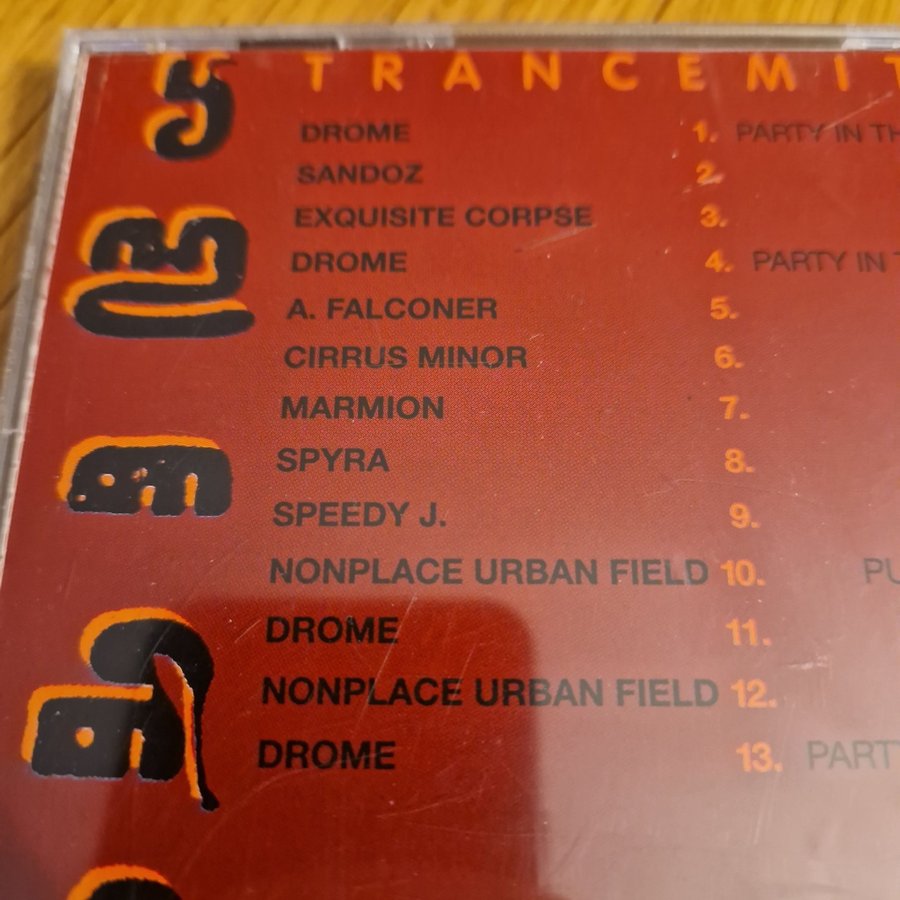 TRANCEMIT
DROME 1. PARTY IN TH
SANDOZ 2.
EXQUISITE CORPSE 3.
DROME 4. PARTY IN T
A. FALCONER 5.
CIRRUS MINOR 6.
MARMION 7.
SPYRA 8.
SPEEDY J. 9.
NONPLACE URBAN FIELD 10. PU
DROME 11.
NONPLACE URBAN FIELD 12.
DROME 13. PARTY